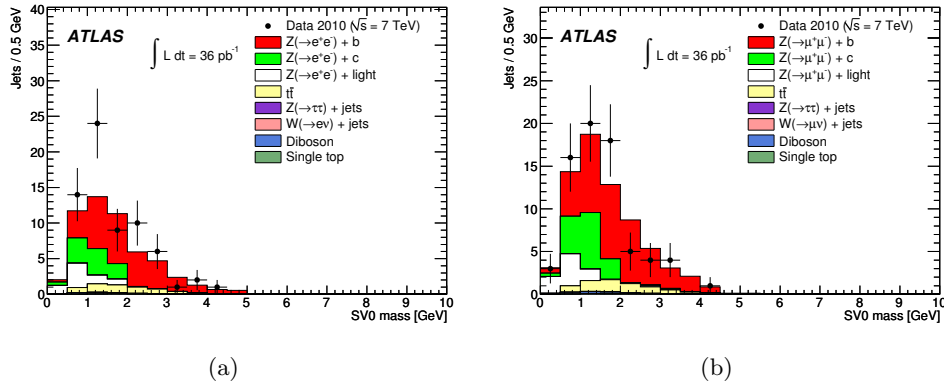 Jets / 0.5 GeV
40
35
30
25
20
15
10
5
0
ATLAS
∫ L dt = 36 pb⁻¹
Data 2010 (√s = 7 TeV)
Z(→e⁺e⁻) + b
Z(→e⁺e⁻) + c
Z(→e⁺e⁻) + light
tt̄
Z(→ττ) + jets
W(→eν) + jets
Diboson
Single top
0 1 2 3 4 5 6 7 8 9 10
SV0 mass [GeV]
(a)
Jets / 0.5 GeV
30
25
20
15
10
5
0
ATLAS
∫ L dt = 36 pb⁻¹
Data 2010 (√s = 7 TeV)
Z(→μ⁺μ⁻) + b
Z(→μ⁺μ⁻) + c
Z(→μ⁺μ⁻) + light
tt̄
Z(→ττ) + jets
W(→μν) + jets
Diboson
Single top
0 1 2 3 4 5 6 7 8 9 10
SV0 mass [GeV]
(b)